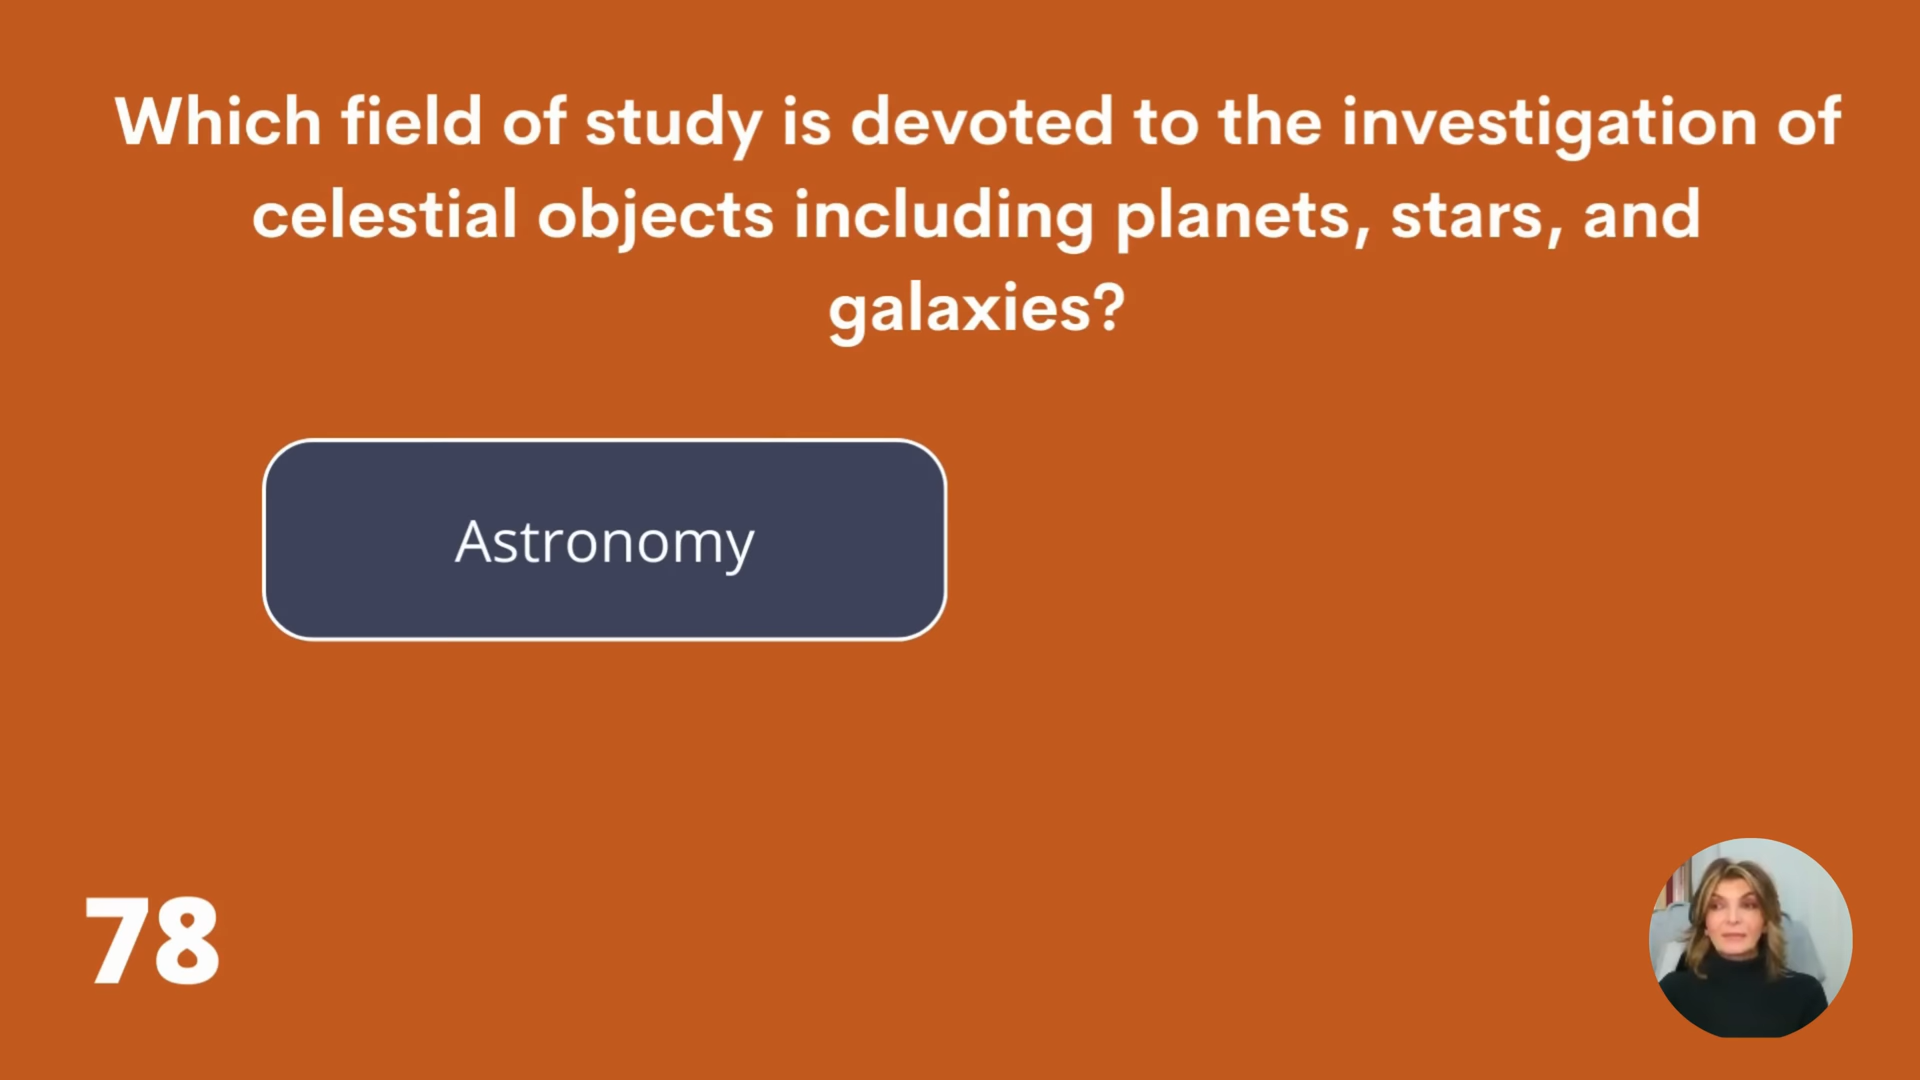 Which field of study is devoted to the investigation of
celestial objects including planets, stars, and
galaxies?
Astronomy
78